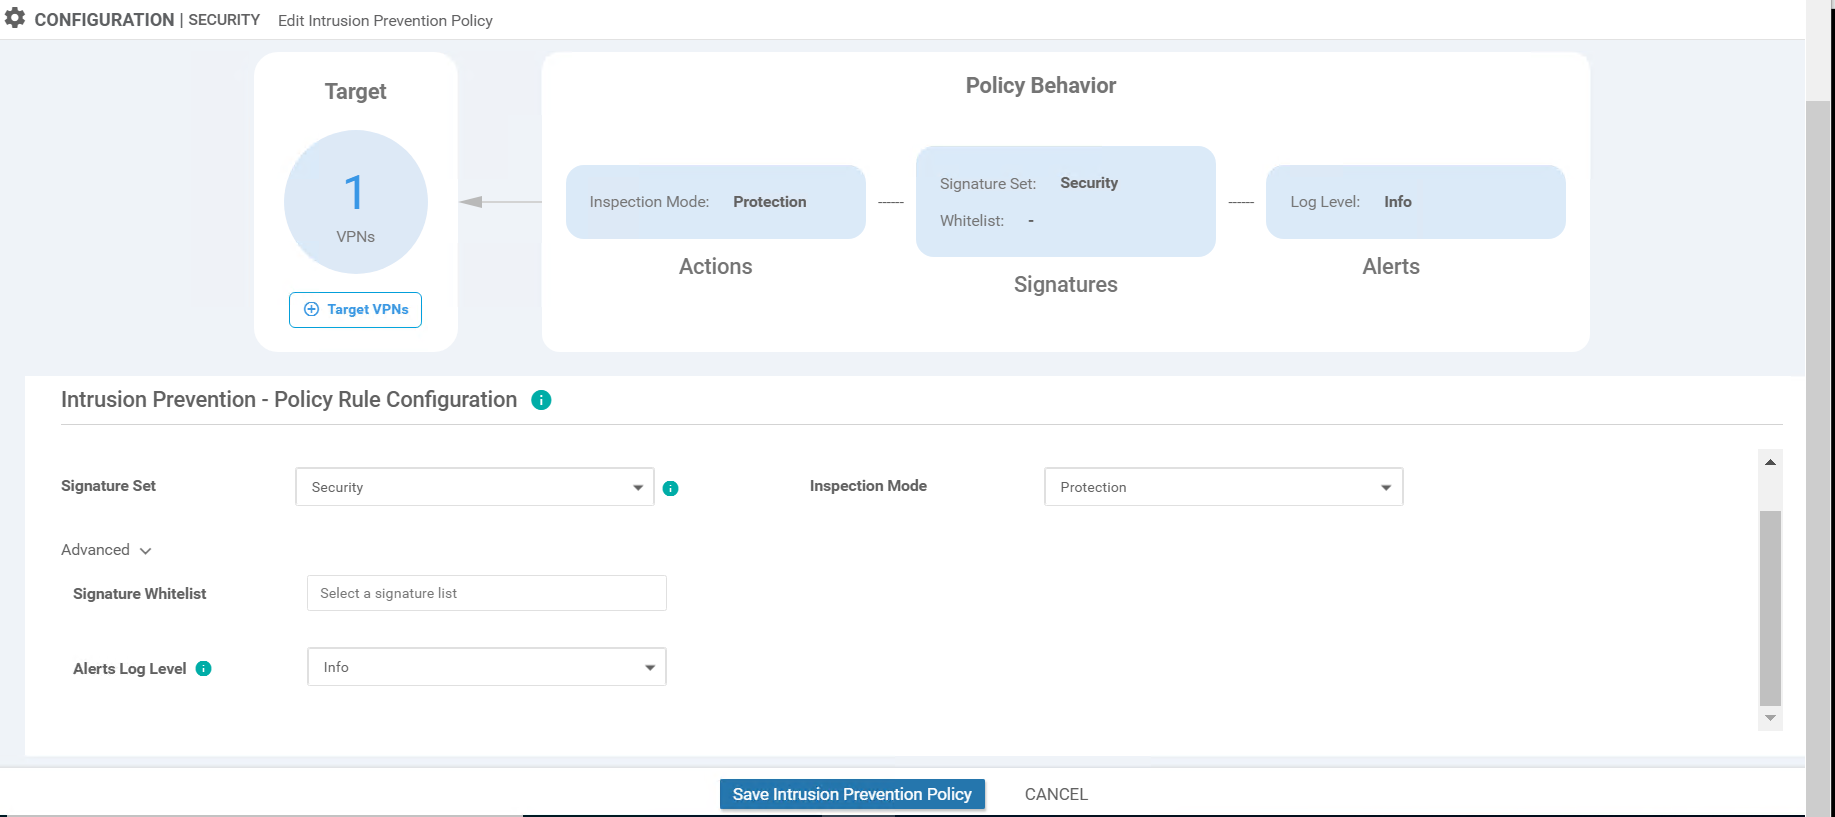 CONFIGURATION | SECURITY Edit Intrusion Prevention Policy
Target
1
VPNs
Target VPNs
Policy Behavior
Inspection Mode: Protection
Actions
------
Signature Set: Security
Whitelist: -
Signatures
------
Log Level: Info
Alerts
Intrusion Prevention - Policy Rule Configuration i
Signature Set Security i Inspection Mode Protection
Advanced
Signature Whitelist Select a signature list
Alerts Log Level i Info
Save Intrusion Prevention Policy CANCEL